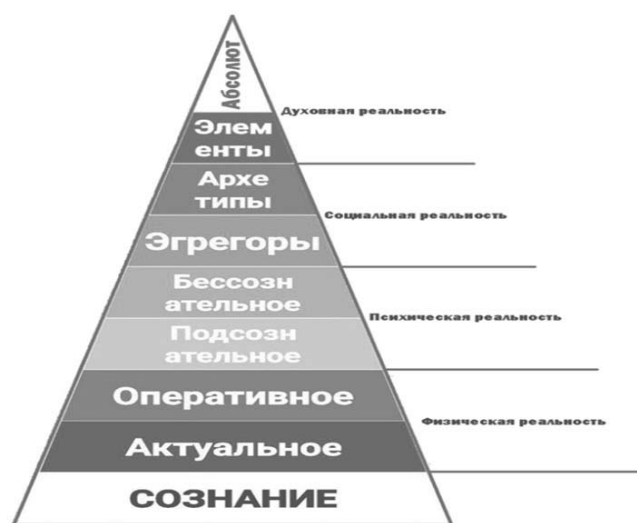 Абсолют
Духовная реальность
Элем
енты
Архе
типы
Социальная реальность
Эгрегоры
Бессозн
ательное
Психическая реальность
Подсозн
ательное
Оперативное
Физическая реальность
Актуальное
СОЗНАНИЕ